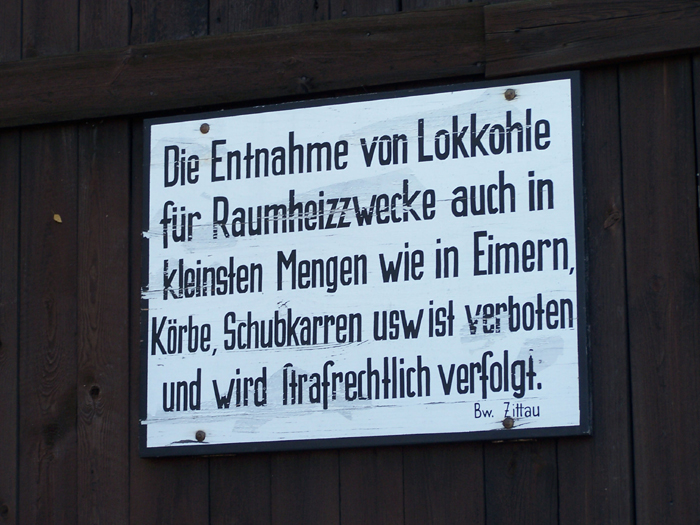 Die Entnahme von Lokkohle
für Raumheizzwecke auch in
kleinsten Mengen wie in Eimern,
Körbe, Schubkarren usw ist verboten
und wird ſtrafrechtlich verfolgt.
Bw. Zittau